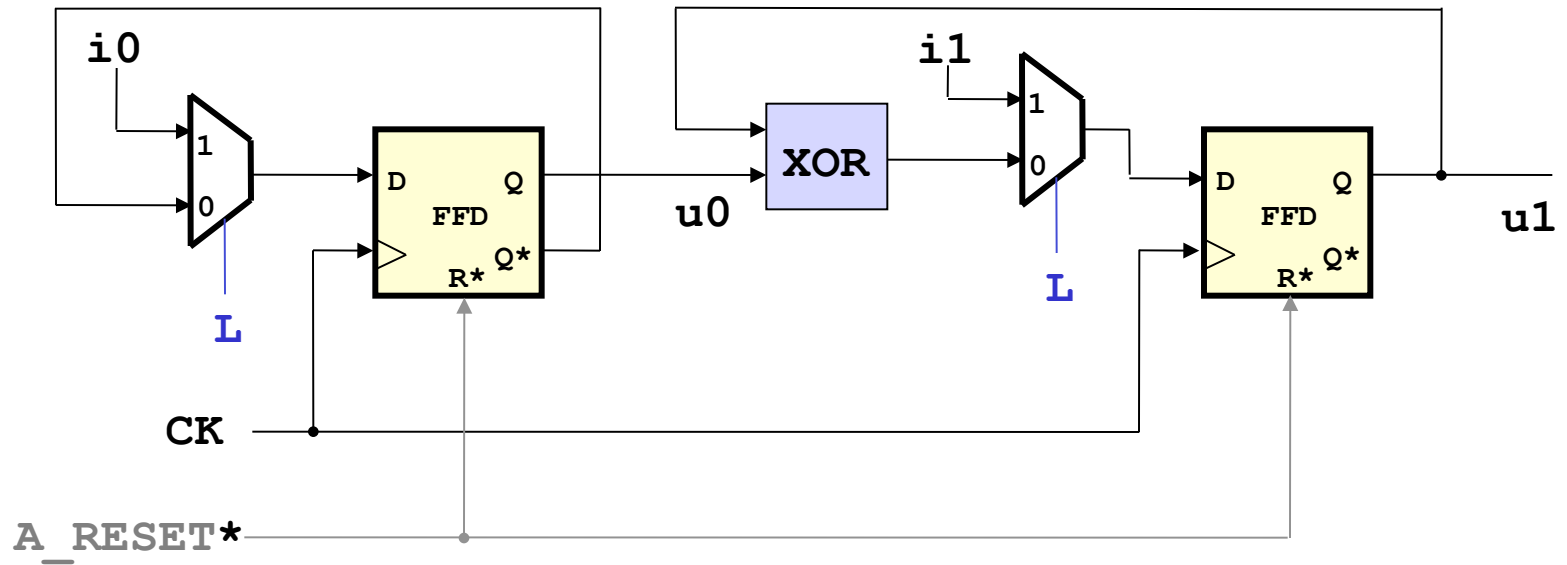 i0
i1
1
0
L
D
Q
FFD
Q*
R*
u0
XOR
1
0
L
D
Q
FFD
Q*
R*
u1
CK
A_RESET*